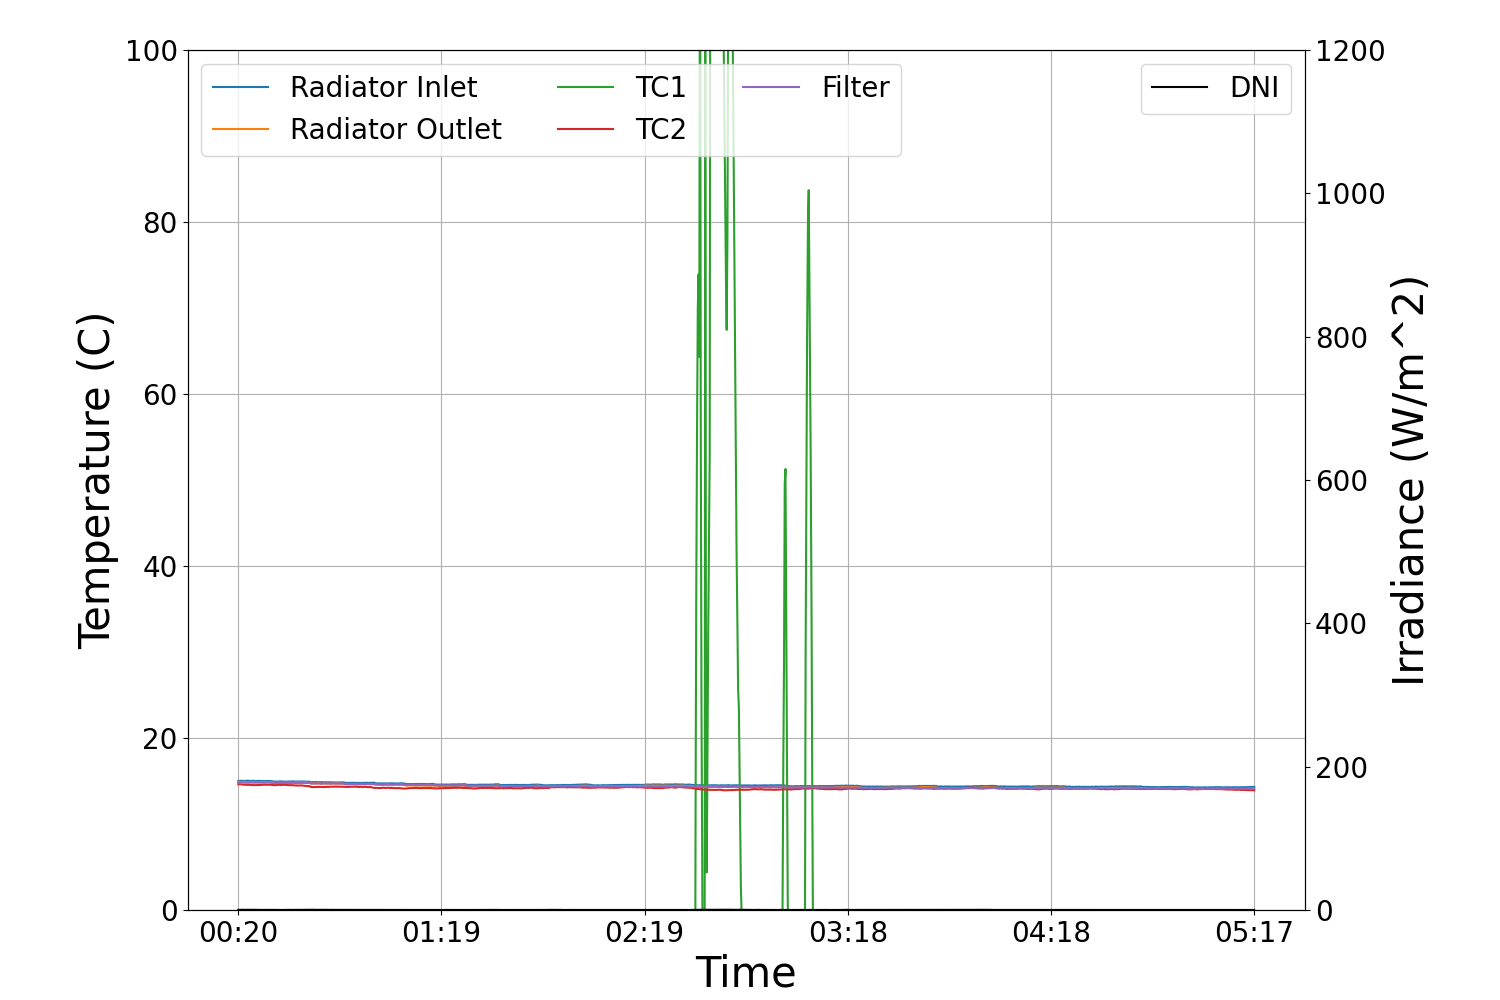 100
80
60
40
20
0
Temperature (C)
Radiator Inlet
Radiator Outlet
TC1
TC2
Filter
DNI
1200
1000
800
600
400
200
0
Irradiance (W/m^2)
00:20 01:19 02:19 03:18 04:18 05:17
Time